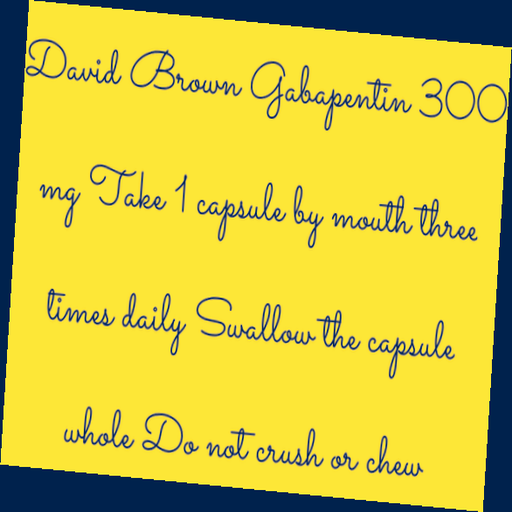 David Brown Gabapentin 300
mg Take 1 capsule by mouth three
times daily Swallow the capsule
whole Do not crush or chew